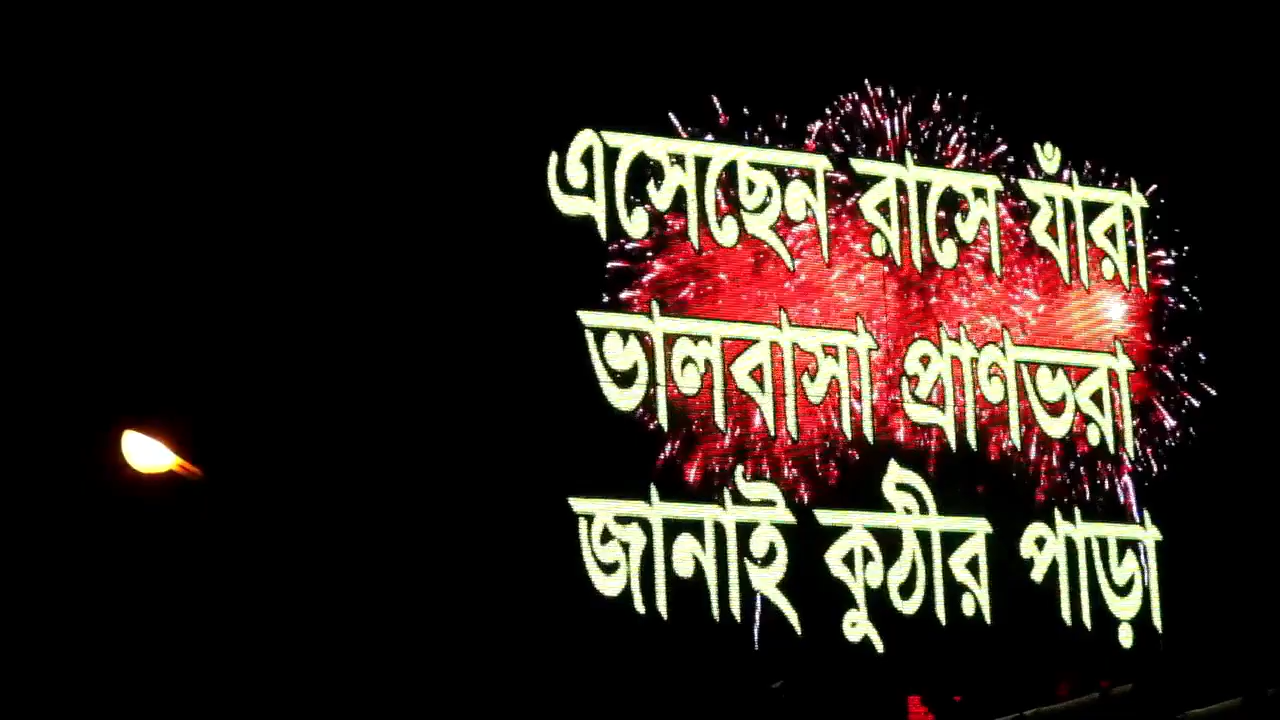 এসেছেন রাসে যাঁরা
ভালবাসা প্রাণভরা
জানাই কুঠীর পাড়া